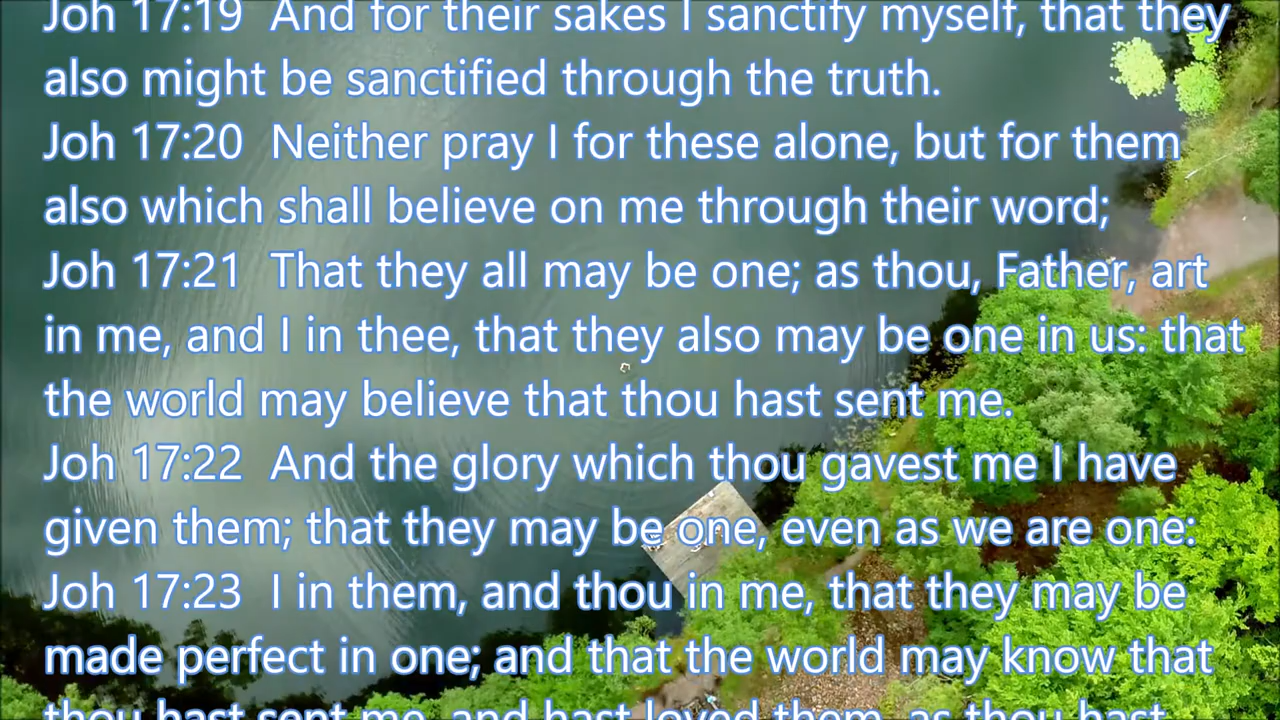 Joh 17:19  And for their sakes I sanctify myself, that they
also might be sanctified through the truth.
Joh 17:20  Neither pray I for these alone, but for them
also which shall believe on me through their word;
Joh 17:21  That they all may be one; as thou, Father, art
in me, and I in thee, that they also may be one in us: that
the world may believe that thou hast sent me.
Joh 17:22  And the glory which thou gavest me I have
given them; that they may be one, even as we are one:
Joh 17:23  I in them, and thou in me, that they may be
made perfect in one; and that the world may know that
thou hast sent me, and hast loved them, as thou hast